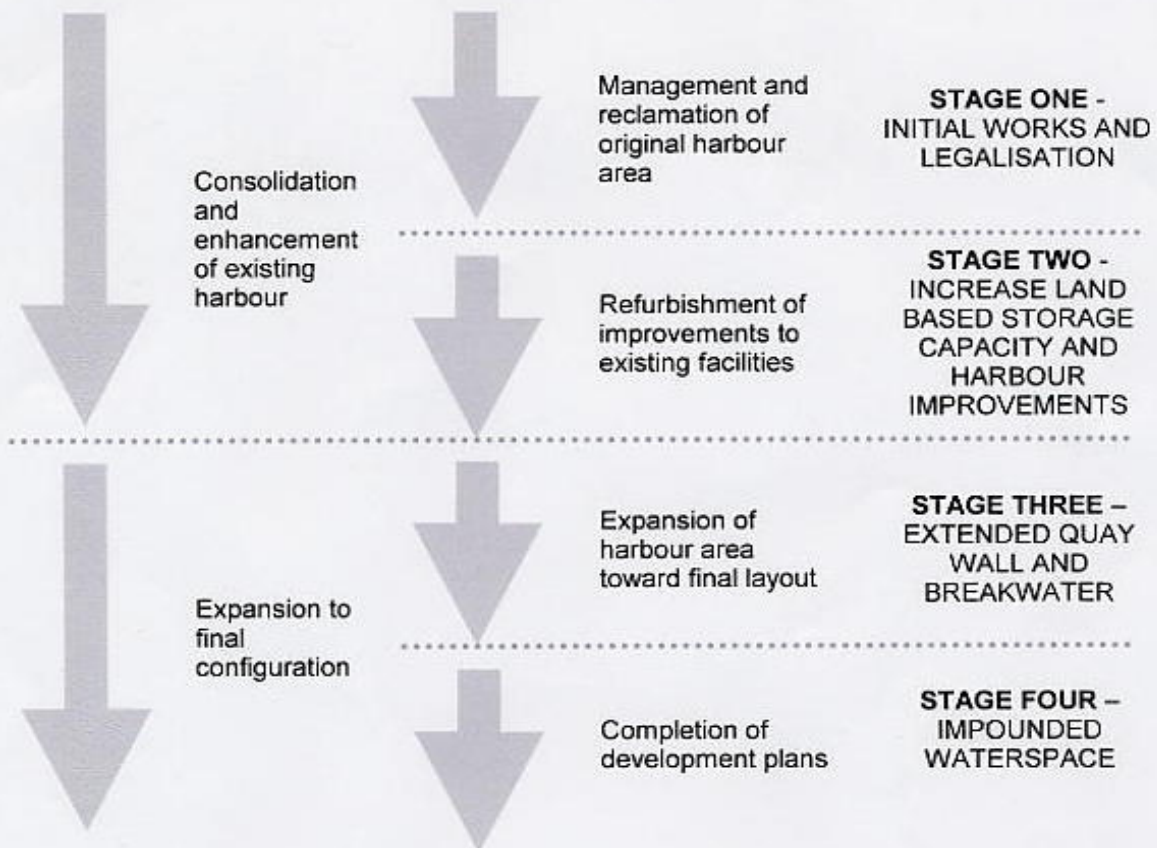 Consolidation
and
enhancement
of existing
harbour
Management and
reclamation of
original harbour
area
STAGE ONE -
INITIAL WORKS AND
LEGALISATION
Refurbishment of
improvements to
existing facilities
STAGE TWO -
INCREASE LAND
BASED STORAGE
CAPACITY AND
HARBOUR
IMPROVEMENTS
Expansion to
final
configuration
Expansion of
harbour area
toward final layout
STAGE THREE –
EXTENDED QUAY
WALL AND
BREAKWATER
Completion of
development plans
STAGE FOUR –
IMPOUNDED
WATERSPACE